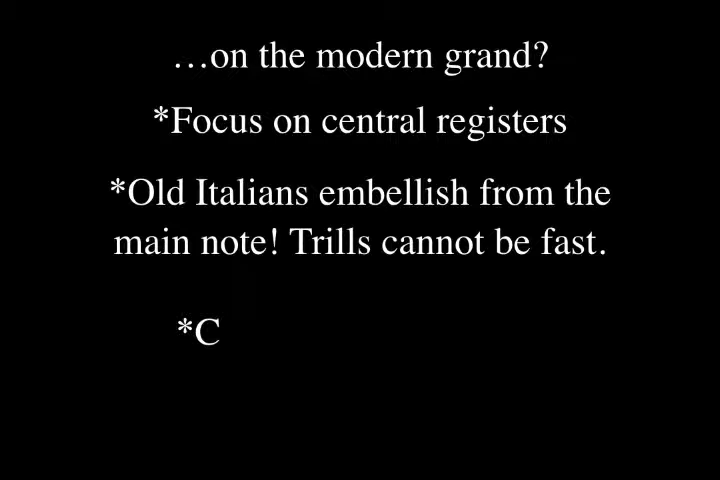 …on the modern grand?
*Focus on central registers
*Old Italians embellish from the
main note! Trills cannot be fast.
*C